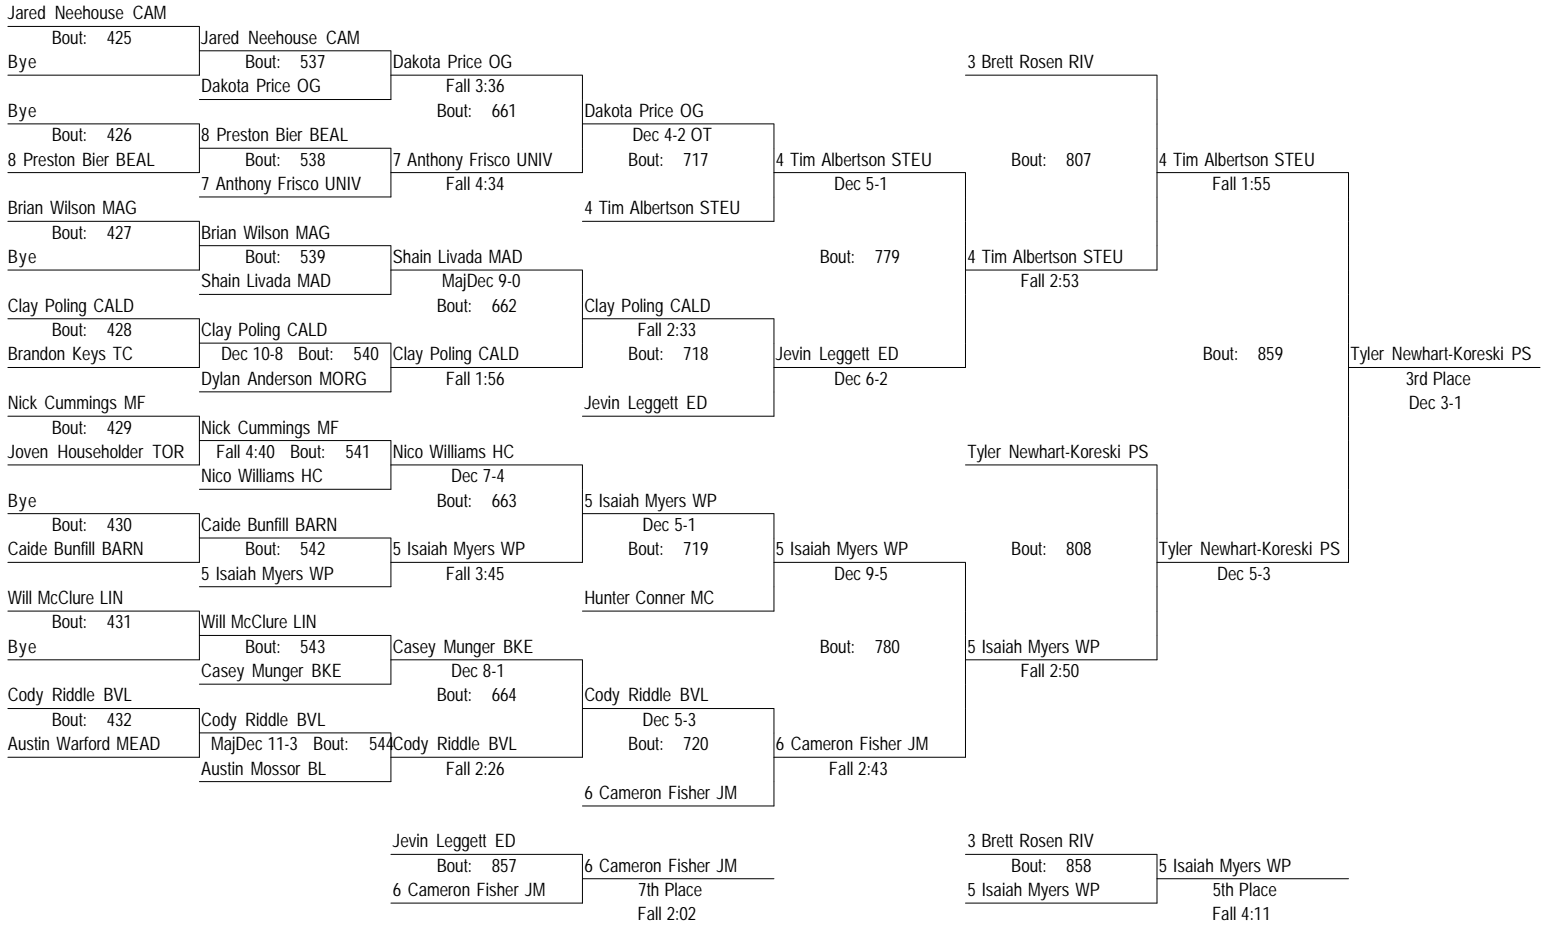 Jared Neehouse CAM
Bout: 425
Bye
Bye
Bout: 426
8 Preston Bier BEAL
Brian Wilson MAG
Bout: 427
Bye
Clay Poling CALD
Bout: 428
Brandon Keys TC
Nick Cummings MF
Bout: 429
Joven Householder TOR
Bye
Bout: 430
Caide Bunfill BARN
Will McClure LIN
Bout: 431
Bye
Cody Riddle BVL
Bout: 432
Austin Warford MEAD
Jared Neehouse CAM
Bout: 537
Dakota Price OG
8 Preston Bier BEAL
Bout: 538
7 Anthony Frisco UNIV
Brian Wilson MAG
Bout: 539
Shain Livada MAD
Clay Poling CALD
Dec 10-8 Bout: 540
Dylan Anderson MORG
Nick Cummings MF
Fall 4:40 Bout: 541
Nico Williams HC
Caide Bunfill BARN
Bout: 542
5 Isaiah Myers WP
Will McClure LIN
Bout: 543
Casey Munger BKE
Cody Riddle BVL
MajDec 11-3 Bout: 544
Austin Mossor BL
Dakota Price OG
Fall 3:36
Bout: 661
7 Anthony Frisco UNIV
Fall 4:34
Shain Livada MAD
MajDec 9-0
Bout: 662
Clay Poling CALD
Fall 1:56
Nico Williams HC
Dec 7-4
Bout: 663
5 Isaiah Myers WP
Fall 3:45
Casey Munger BKE
Dec 8-1
Bout: 664
Cody Riddle BVL
Fall 2:26
Dakota Price OG
Dec 4-2 OT
Bout: 717
4 Tim Albertson STEU
Clay Poling CALD
Fall 2:33
Bout: 718
Jevin Leggett ED
5 Isaiah Myers WP
Dec 5-1
Bout: 719
Hunter Conner MC
Cody Riddle BVL
Dec 5-3
Bout: 720
6 Cameron Fisher JM
4 Tim Albertson STEU
Dec 5-1
Bout: 779
Jevin Leggett ED
Dec 6-2
5 Isaiah Myers WP
Dec 9-5
Bout: 780
6 Cameron Fisher JM
Fall 2:43
3 Brett Rosen RIV
Bout: 807
4 Tim Albertson STEU
Fall 2:53
Tyler Newhart-Koreski PS
Bout: 808
5 Isaiah Myers WP
Fall 2:50
4 Tim Albertson STEU
Fall 1:55
Bout: 859
Tyler Newhart-Koreski PS
Dec 5-3
Tyler Newhart-Koreski PS
3rd Place
Dec 3-1
Jevin Leggett ED
Bout: 857
6 Cameron Fisher JM
6 Cameron Fisher JM
7th Place
Fall 2:02
3 Brett Rosen RIV
Bout: 858
5 Isaiah Myers WP
5 Isaiah Myers WP
5th Place
Fall 4:11